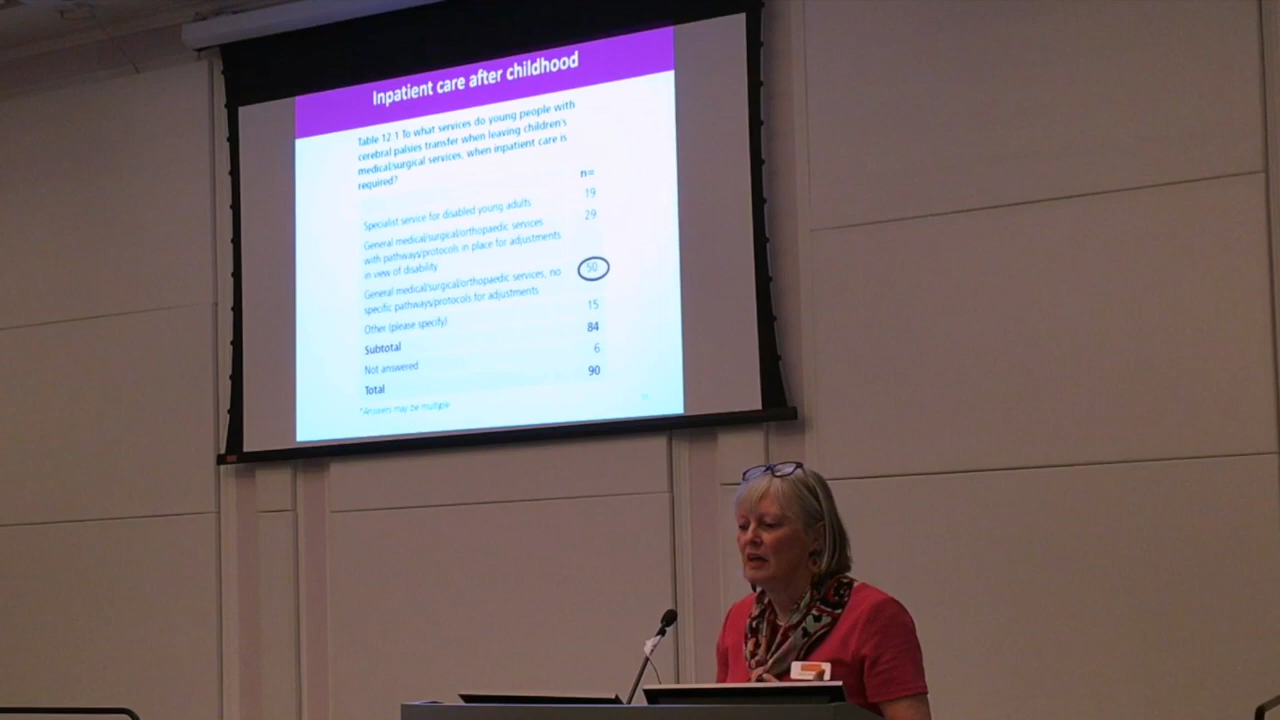 Inpatient care after childhood
Table 12.1 To what services do young people with
cerebral palsies transfer when leaving children's
medical/surgical services, when inpatient care is
required?
n=
Specialist service for disabled young adults 19
General medical/surgical/orthopaedic services 29
with pathways/protocols in place for adjustments
in view of disability
General medical/surgical/orthopaedic services, no 50
specific pathways/protocols for adjustments
Other (please specify) 15
Subtotal 84
Not answered 6
Total 90
*Answers may be multiple